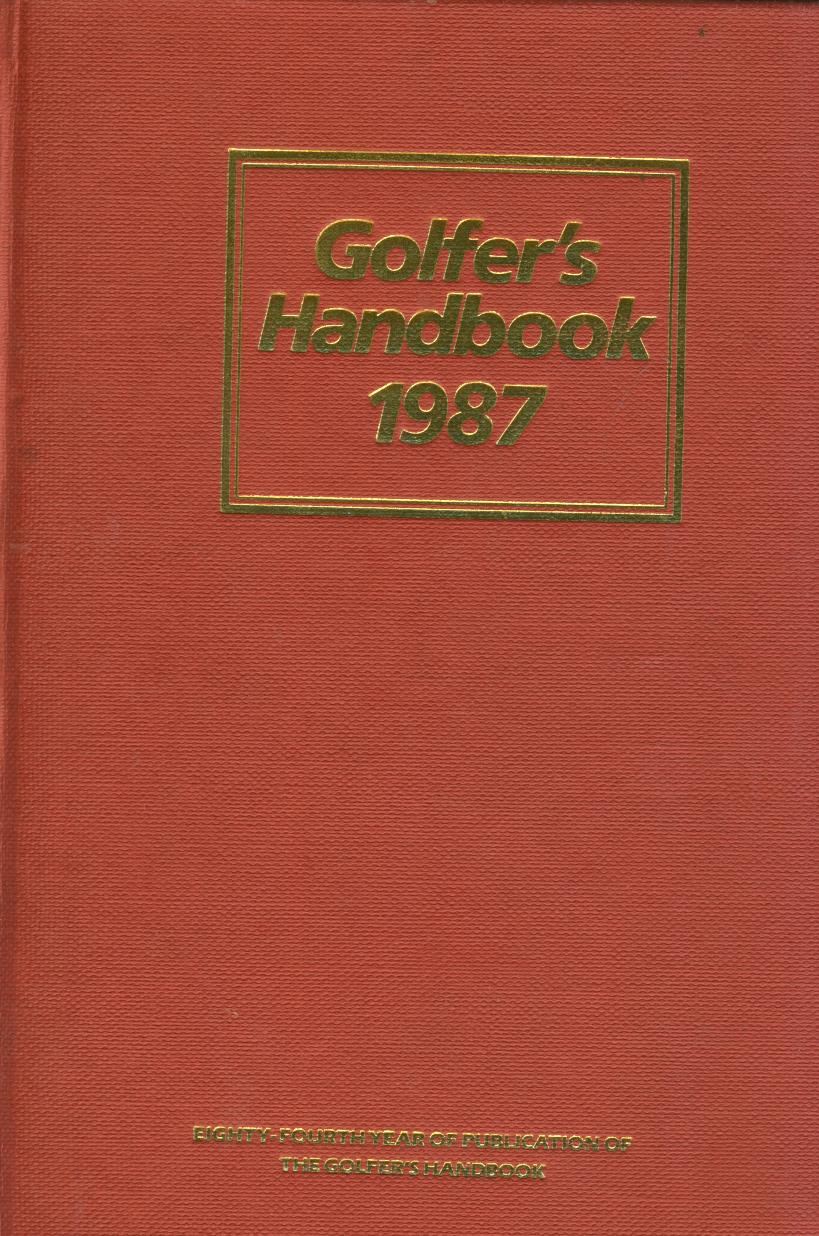 Golfer's
Handbook
1987
EIGHTY-FOURTH YEAR OF PUBLICATION OF
THE GOLFER'S HANDBOOK